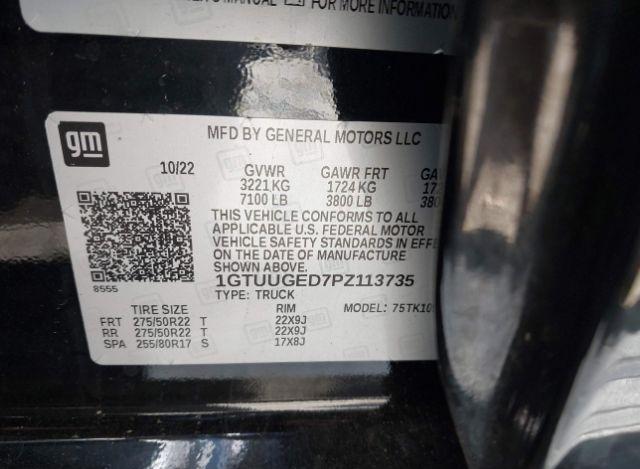 MANUAL FOR MORE INFORMATION
gm
MFD BY GENERAL MOTORS LLC
10/22 GVWR GAWR FRT
3221 KG 1724 KG
7100 LB 3800 LB
THIS VEHICLE CONFORMS TO ALL
APPLICABLE U.S. FEDERAL MOTOR
VEHICLE SAFETY STANDARDS IN EFFE
ON THE DATE OF MANUFACTURE
SHOWN ABOVE.
1GTUUGED7PZ113735
8555
TYPE: TRUCK
TIRE SIZE RIM MODEL: 75TK10
FRT 275/50R22 T 22X9J
RR 275/50R22 T 22X9J
SPA 255/80R17 S 17X8J